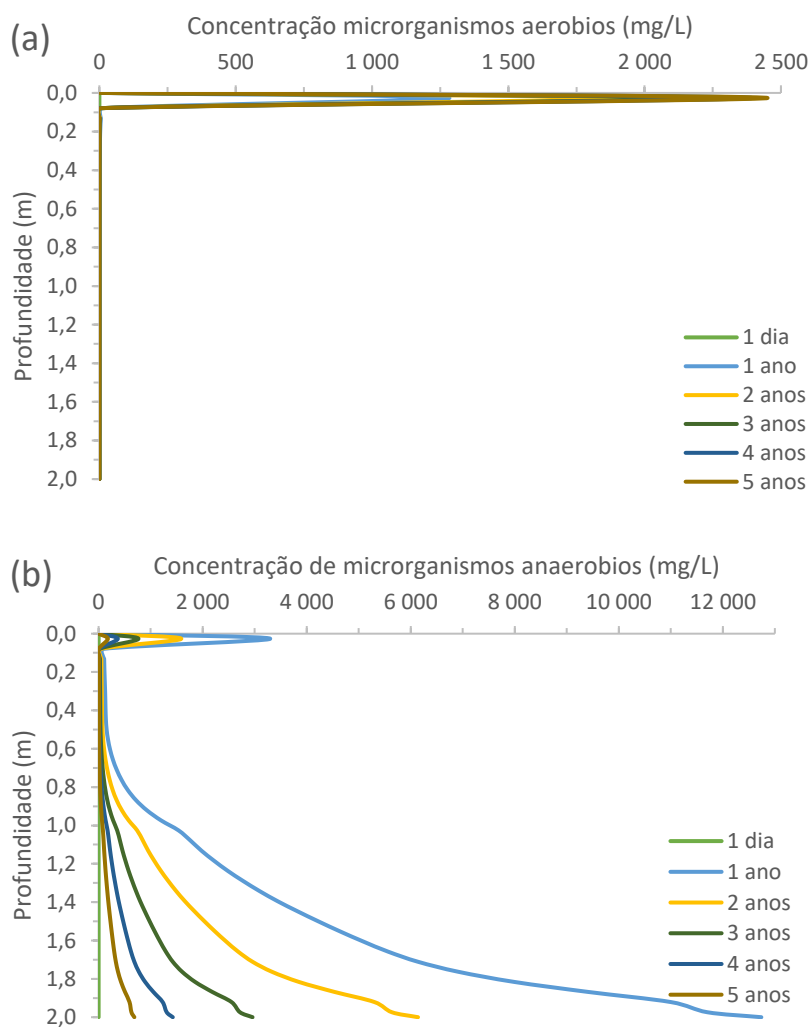 (a)
Concentração microrganismos aerobios (mg/L)
0 500 1 000 1 500 2 000 2 500
0,0
0,2
0,4
0,6
0,8
1,0
1,2
1,4
1,6
1,8
2,0
Profundidade (m)
1 dia
1 ano
2 anos
3 anos
4 anos
5 anos
(b)
Concentração de microrganismos anaerobios (mg/L)
0 2 000 4 000 6 000 8 000 10 000 12 000
0,0
0,2
0,4
0,6
0,8
1,0
1,2
1,4
1,6
1,8
2,0
Profundidade (m)
1 dia
1 ano
2 anos
3 anos
4 anos
5 anos